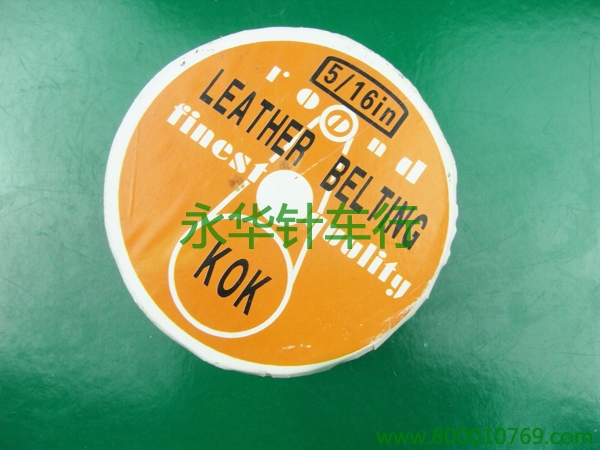 5/16in
round
LEATHER BELTING
finest quality
KOK
永华针车行
www.800010769.com